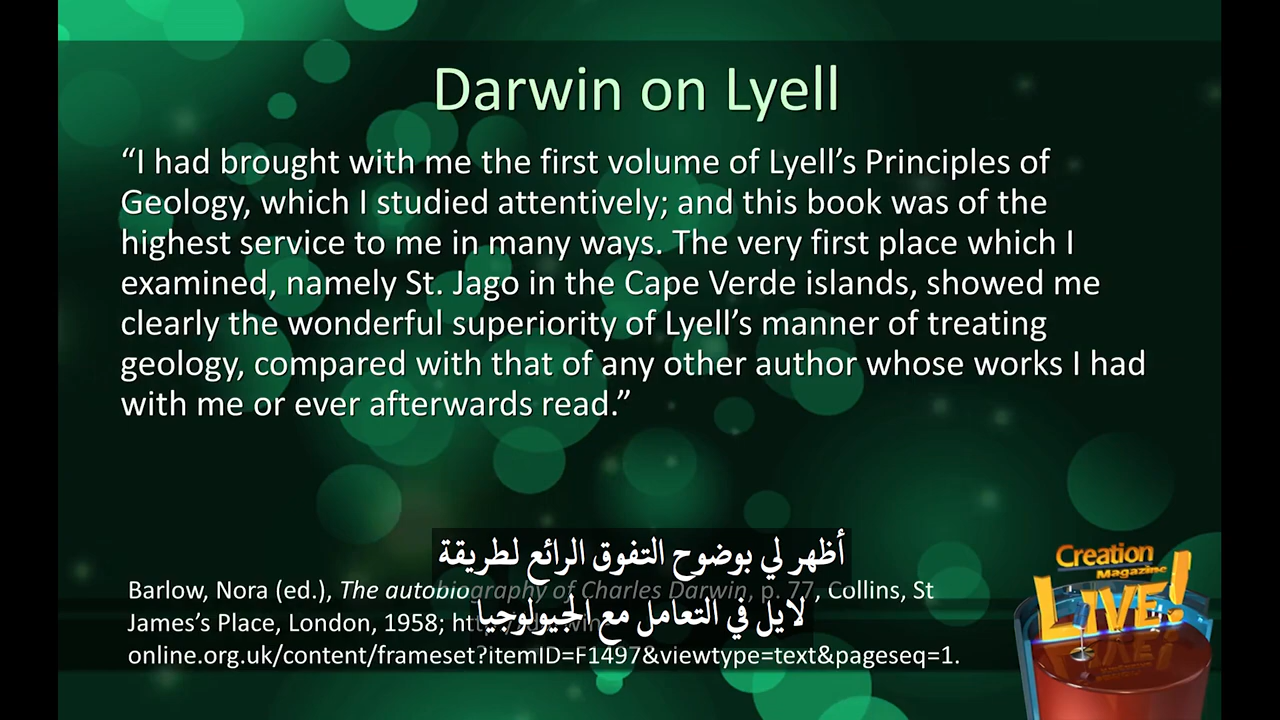 Darwin on Lyell
“I had brought with me the first volume of Lyell’s Principles of
Geology, which I studied attentively; and this book was of the
highest service to me in many ways. The very first place which I
examined, namely St. Jago in the Cape Verde islands, showed me
clearly the wonderful superiority of Lyell’s manner of treating
geology, compared with that of any other author whose works I had
with me or ever afterwards read.”
أظهر لي بوضوح التفوق الرائع لطريقة
لايل في التعامل مع الجيولوجيا
Barlow, Nora (ed.), The autobiography of Charles Darwin, p. 77, Collins, St
James’s Place, London, 1958;
online.org.uk/content/frameset?itemID=F1497&viewtype=text&pageseq=1.
Creation
Magazine
LIVE!